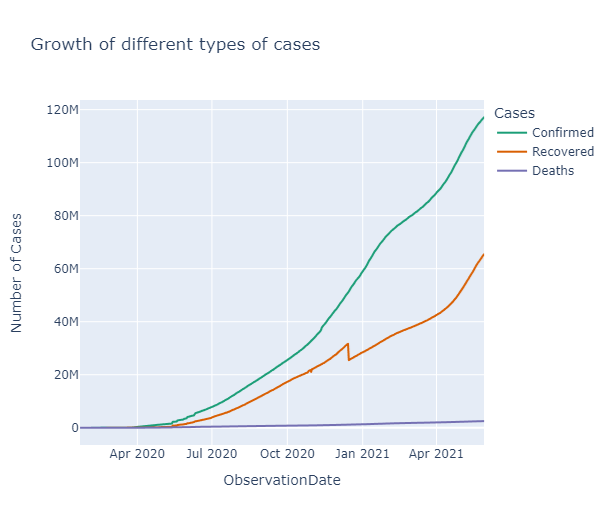 Growth of different types of cases
Cases
Confirmed
Recovered
Deaths
Number of Cases
120M
100M
80M
60M
40M
20M
0
Apr 2020
Jul 2020
Oct 2020
Jan 2021
Apr 2021
ObservationDate